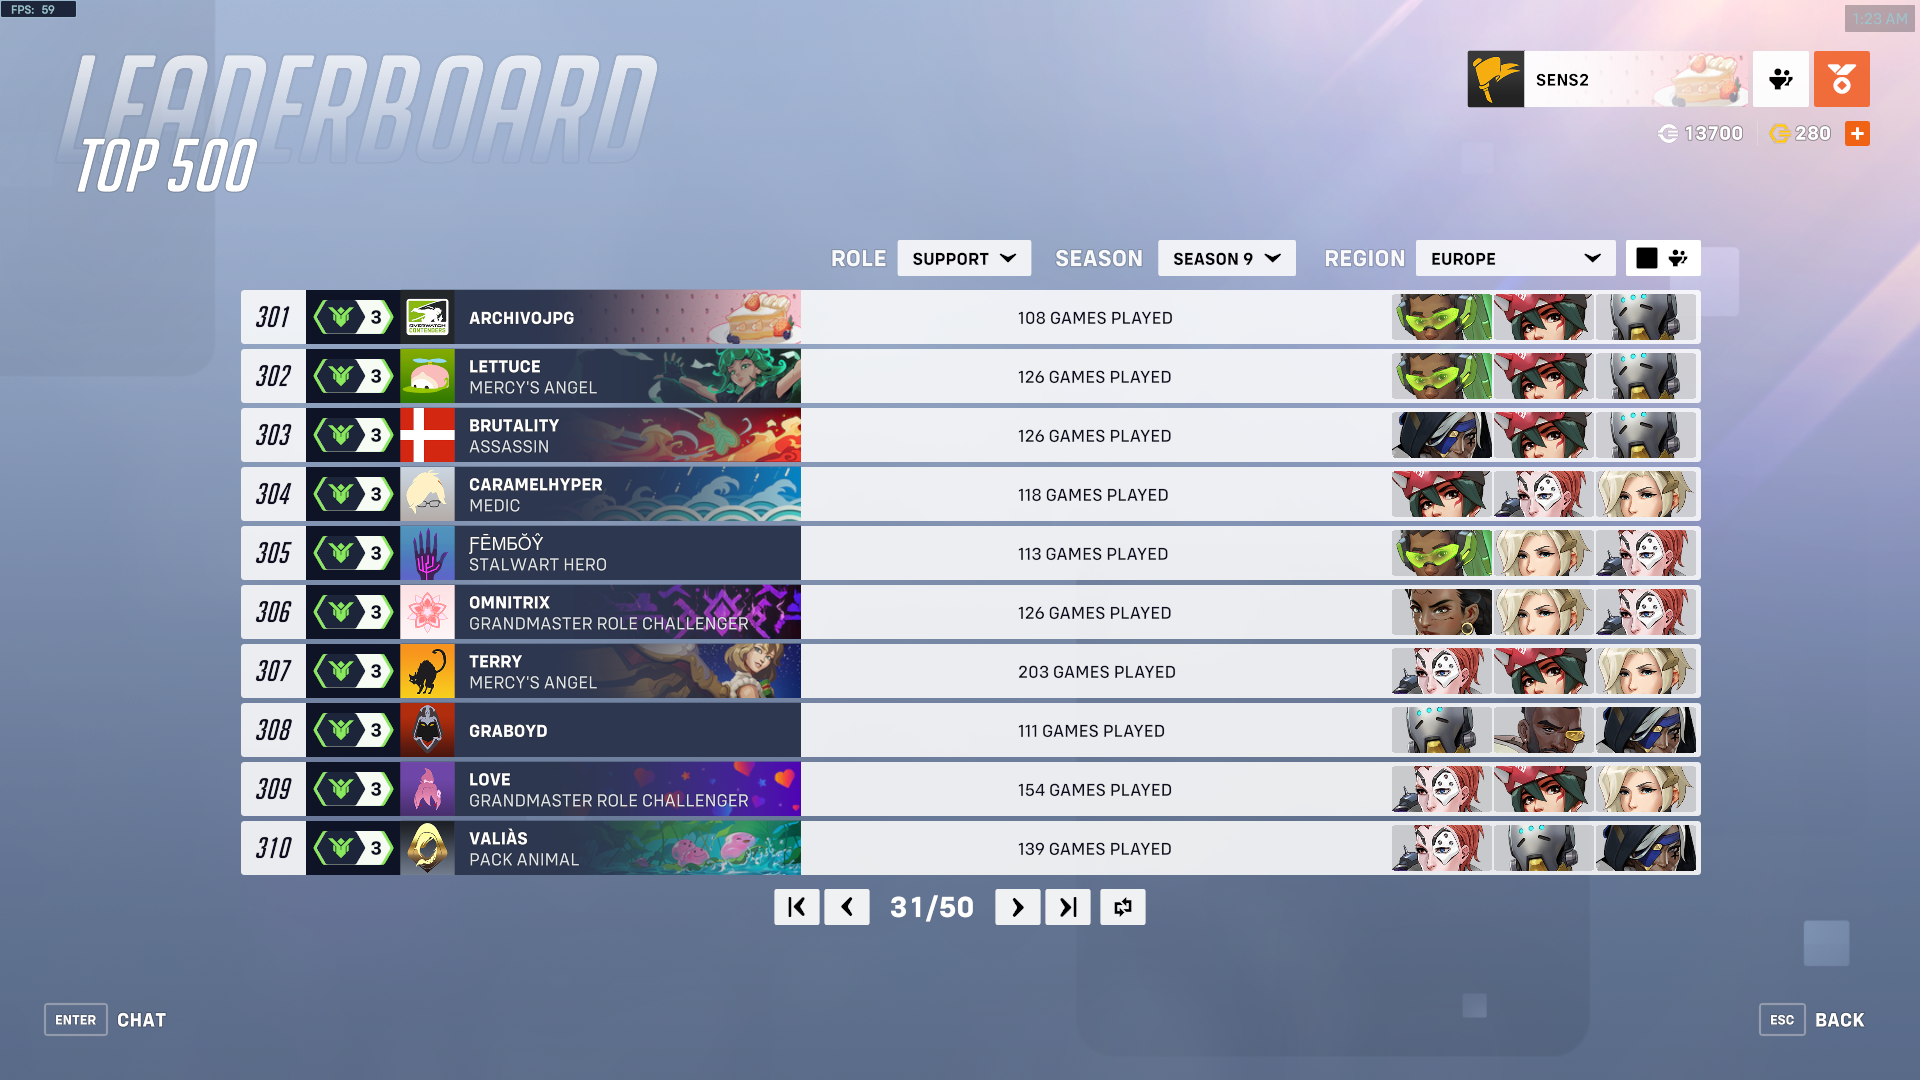 FPS: 59
1:23 AM
LEADERBOARD
TOP 500
SENS2
13700
280
ROLE SUPPORT SEASON SEASON 9 REGION EUROPE
301 3 ARCHIVOJPG 108 GAMES PLAYED
OVERWATCH CONTENDERS
302 3 LETTUCE 126 GAMES PLAYED
MERCY'S ANGEL
303 3 BRUTALITY 126 GAMES PLAYED
ASSASSIN
304 3 CARAMELHYPER 118 GAMES PLAYED
MEDIC
305 3 ƑĒMБŎŶ 113 GAMES PLAYED
STALWART HERO
306 3 OMNITRIX 126 GAMES PLAYED
GRANDMASTER ROLE CHALLENGER
307 3 TERRY 203 GAMES PLAYED
MERCY'S ANGEL
308 3 GRABOYD 111 GAMES PLAYED
309 3 LOVE 154 GAMES PLAYED
GRANDMASTER ROLE CHALLENGER
310 3 VALIÀS 139 GAMES PLAYED
PACK ANIMAL
31/50
ENTER CHAT
ESC BACK